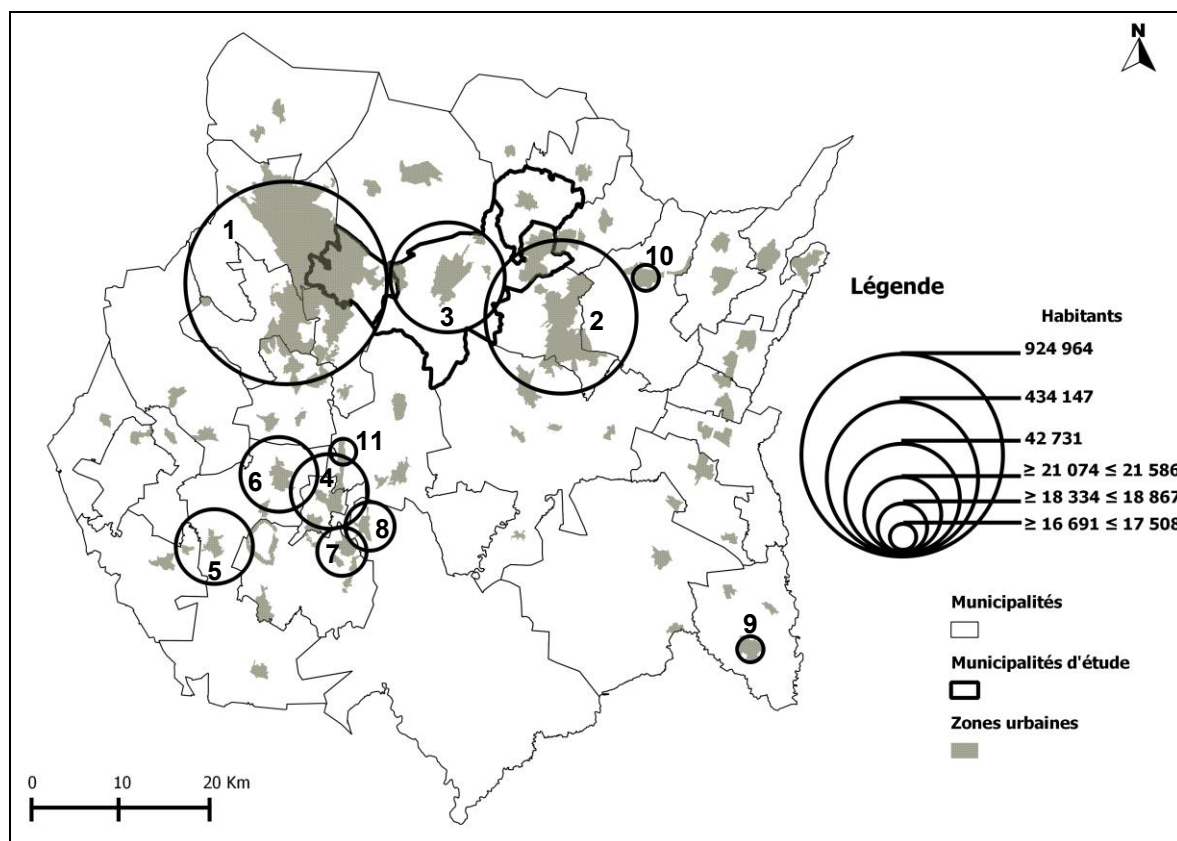 N
1
10
3
2
Légende
Habitants
924 964
434 147
42 731
≥ 21 074 ≤ 21 586
≥ 18 334 ≤ 18 867
≥ 16 691 ≤ 17 508
11
6
4
8
5
7
9
Municipalités
Municipalités d'étude
Zones urbaines
0 10 20 Km